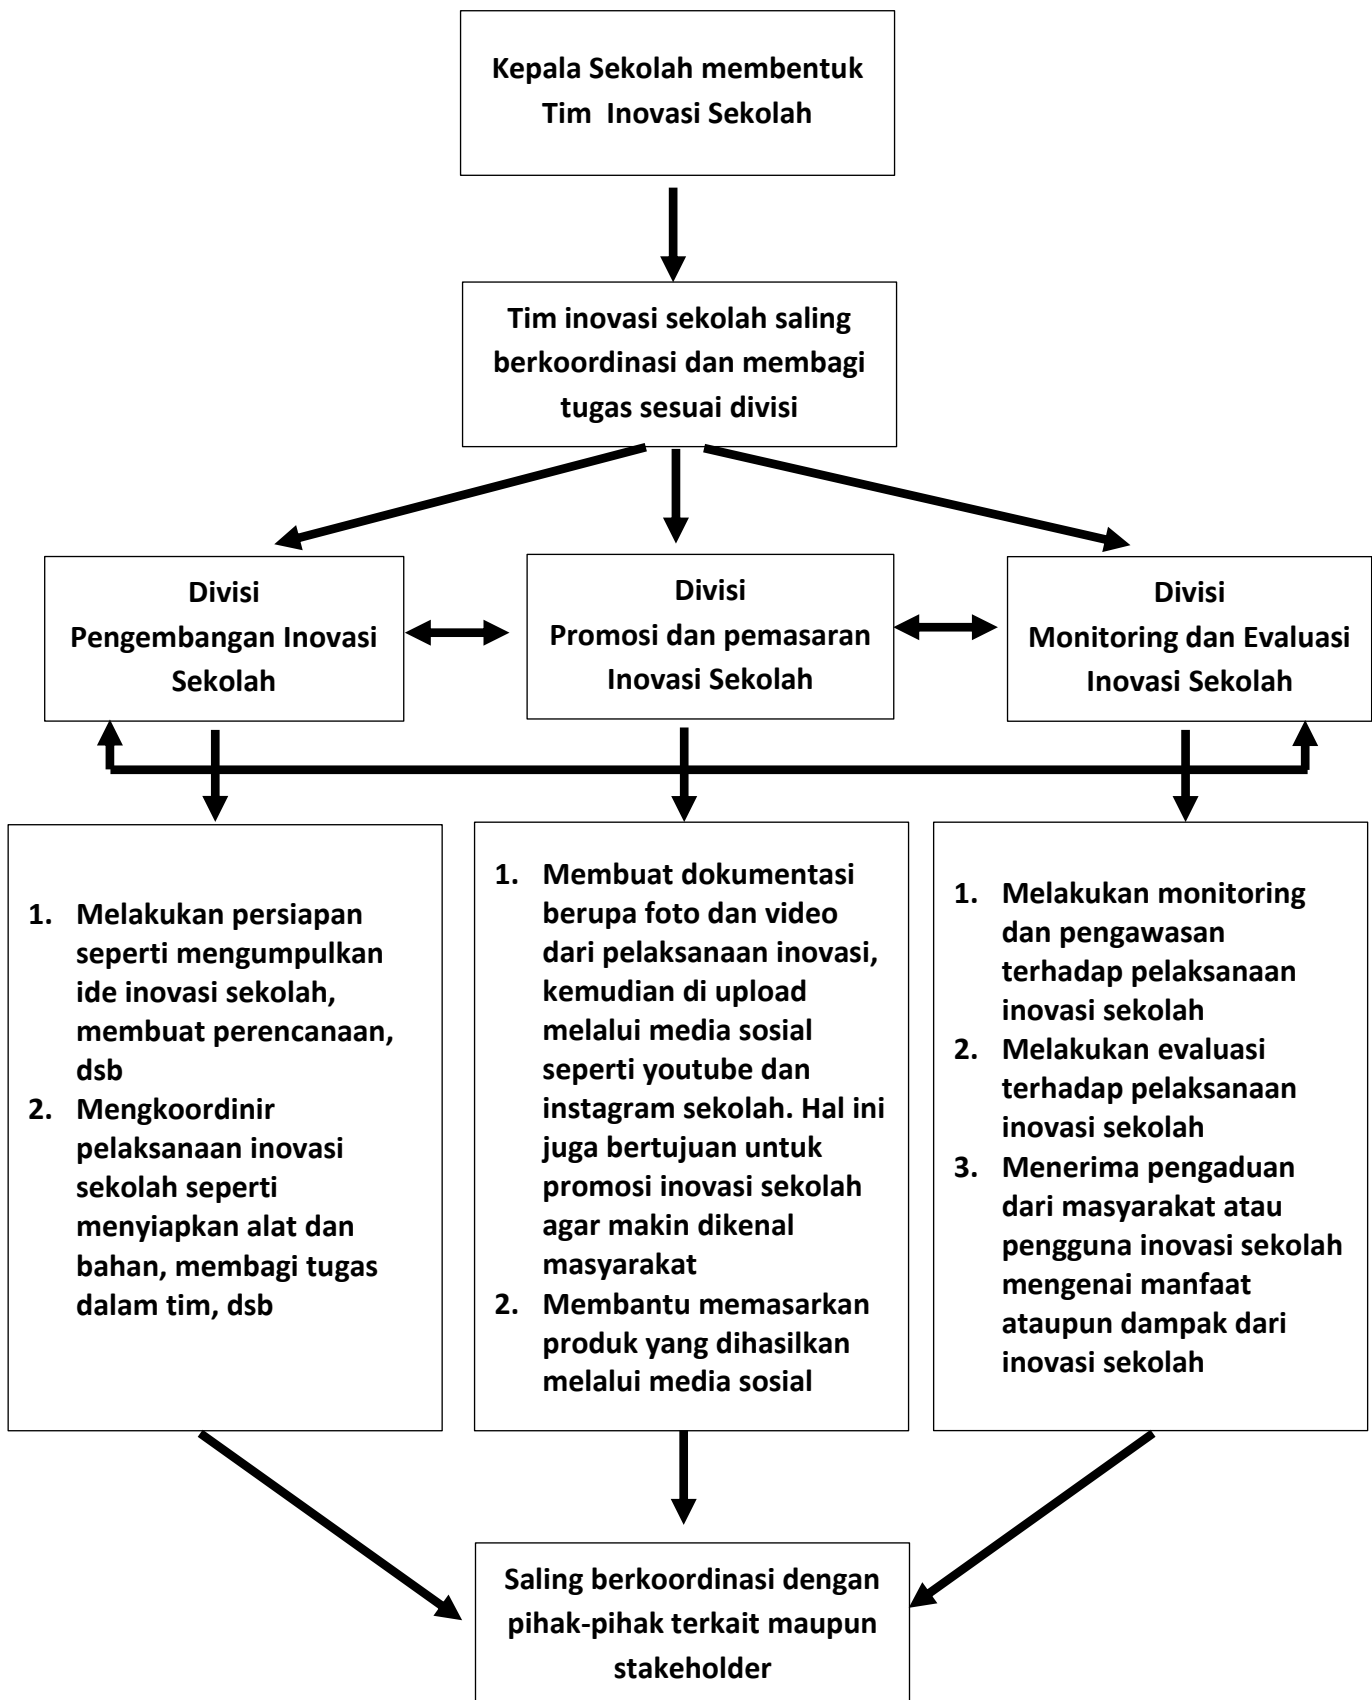 Kepala Sekolah membentuk
Tim Inovasi Sekolah
Tim inovasi sekolah saling
berkoordinasi dan membagi
tugas sesuai divisi
Divisi
Pengembangan Inovasi
Sekolah
Divisi
Promosi dan pemasaran
Inovasi Sekolah
Divisi
Monitoring dan Evaluasi
Inovasi Sekolah
1. Melakukan persiapan
seperti mengumpulkan
ide inovasi sekolah,
membuat perencanaan,
dsb
2. Mengkoordinir
pelaksanaan inovasi
sekolah seperti
menyiapkan alat dan
bahan, membagi tugas
dalam tim, dsb
1. Membuat dokumentasi
berupa foto dan video
dari pelaksanaan inovasi,
kemudian di upload
melalui media sosial
seperti youtube dan
instagram sekolah. Hal ini
juga bertujuan untuk
promosi inovasi sekolah
agar makin dikenal
masyarakat
2. Membantu memasarkan
produk yang dihasilkan
melalui media sosial
1. Melakukan monitoring
dan pengawasan
terhadap pelaksanaan
inovasi sekolah
2. Melakukan evaluasi
terhadap pelaksanaan
inovasi sekolah
3. Menerima pengaduan
dari masyarakat atau
pengguna inovasi sekolah
mengenai manfaat
ataupun dampak dari
inovasi sekolah
Saling berkoordinasi dengan
pihak-pihak terkait maupun
stakeholder